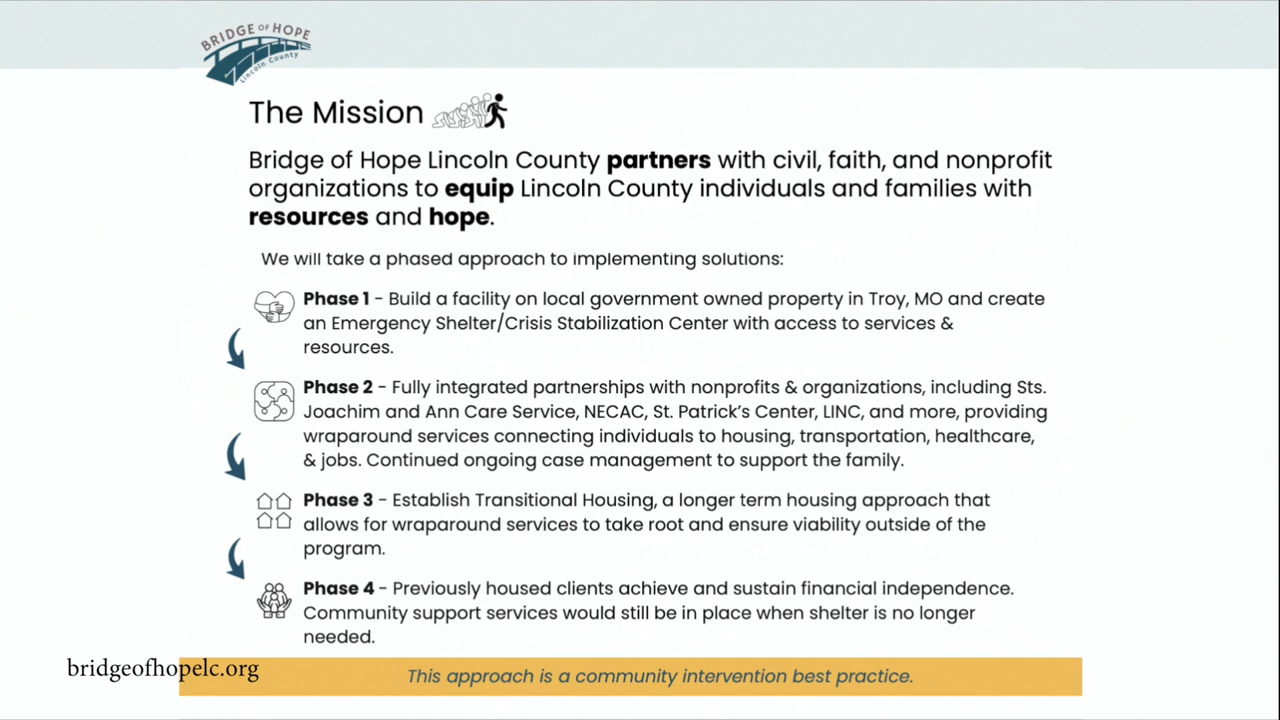 BRIDGE OF HOPE
Lincoln County
The Mission
Bridge of Hope Lincoln County partners with civil, faith, and nonprofit
organizations to equip Lincoln County individuals and families with
resources and hope.
We will take a phased approach to implementing solutions:
Phase 1 - Build a facility on local government owned property in Troy, MO and create
an Emergency Shelter/Crisis Stabilization Center with access to services &
resources.
Phase 2 - Fully integrated partnerships with nonprofits & organizations, including Sts.
Joachim and Ann Care Service, NECAC, St. Patrick's Center, LINC, and more, providing
wraparound services connecting individuals to housing, transportation, healthcare,
& jobs. Continued ongoing case management to support the family.
Phase 3 - Establish Transitional Housing, a longer term housing approach that
allows for wraparound services to take root and ensure viability outside of the
program.
Phase 4 - Previously housed clients achieve and sustain financial independence.
Community support services would still be in place when shelter is no longer
needed.
bridgeofhopelc.org
This approach is a community intervention best practice.